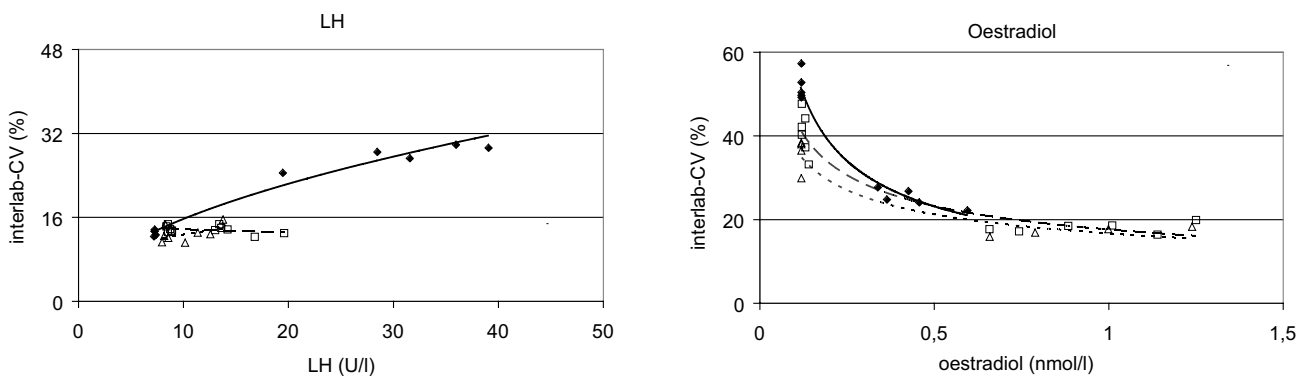 LH
48
32
16
0
interlab-CV (%)
0 10 20 30 40 50
LH (U/l)
Oestradiol
60
40
20
0
interlab-CV (%)
0 0,5 1 1,5
oestradiol (nmol/l)